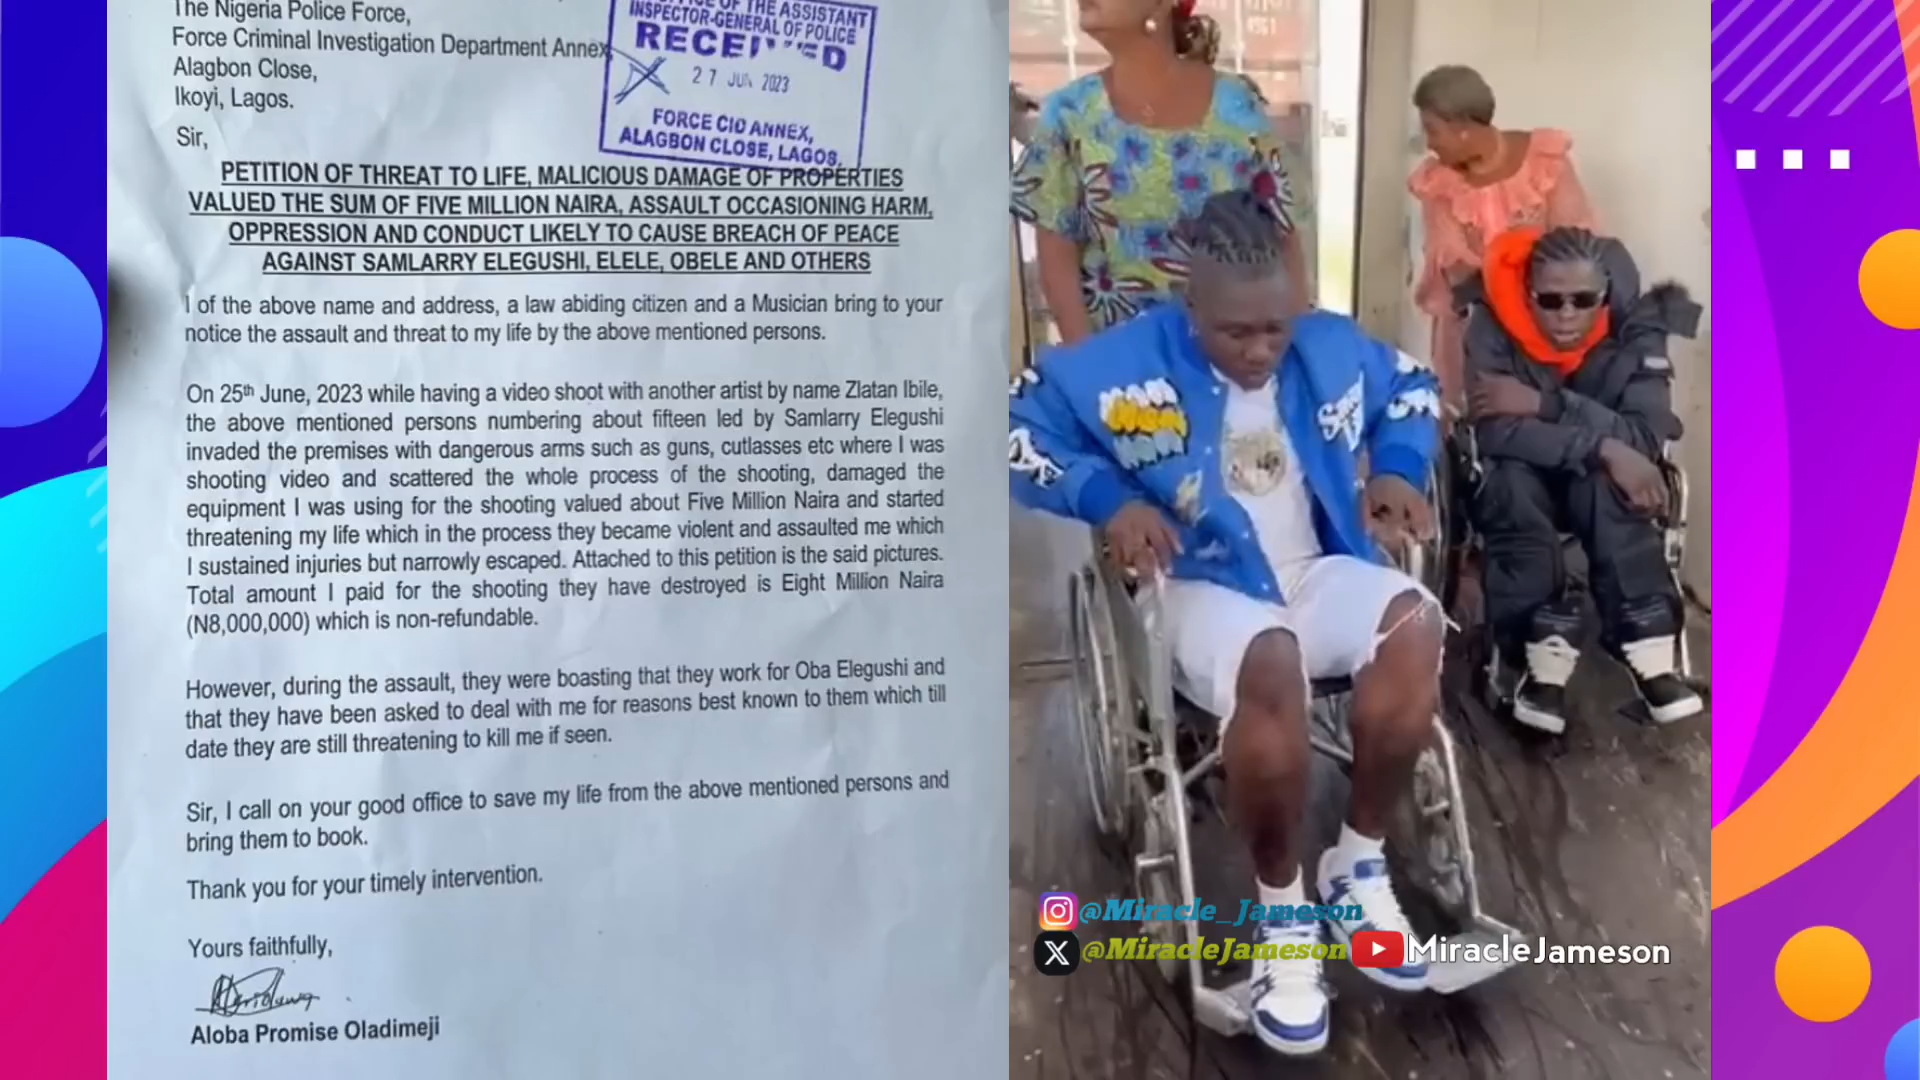 The Nigeria Police Force,
Force Criminal Investigation Department Annex,
Alagbon Close,
Ikoyi, Lagos.
OF THE ASSISTANT
INSPECTOR-GENERAL OF POLICE
RECEIVED
27 JUN 2023
FORCE CID ANNEX,
ALAGBON CLOSE, LAGOS.
Sir,
PETITION OF THREAT TO LIFE, MALICIOUS DAMAGE OF PROPERTIES
VALUED THE SUM OF FIVE MILLION NAIRA, ASSAULT OCCASIONING HARM,
OPPRESSION AND CONDUCT LIKELY TO CAUSE BREACH OF PEACE
AGAINST SAMLARRY ELEGUSHI, ELELE, OBELE AND OTHERS
I of the above name and address, a law abiding citizen and a Musician bring to your
notice the assault and threat to my life by the above mentioned persons.
On 25th June, 2023 while having a video shoot with another artist by name Zlatan Ibile,
the above mentioned persons numbering about fifteen led by Samlarry Elegushi
invaded the premises with dangerous arms such as guns, cutlasses etc where I was
shooting video and scattered the whole process of the shooting, damaged the
equipment I was using for the shooting valued about Five Million Naira and started
threatening my life which in the process they became violent and assaulted me which
I sustained injuries but narrowly escaped. Attached to this petition is the said pictures.
Total amount I paid for the shooting they have destroyed is Eight Million Naira
(N8,000,000) which is non-refundable.
However, during the assault, they were boasting that they work for Oba Elegushi and
that they have been asked to deal with me for reasons best known to them which till
date they are still threatening to kill me if seen.
Sir, I call on your good office to save my life from the above mentioned persons and
bring them to book.
Thank you for your timely intervention.
Yours faithfully,
Aloba Promise Oladimeji
@Miracle_Jameson
@MiracleJameson
MiracleJameson